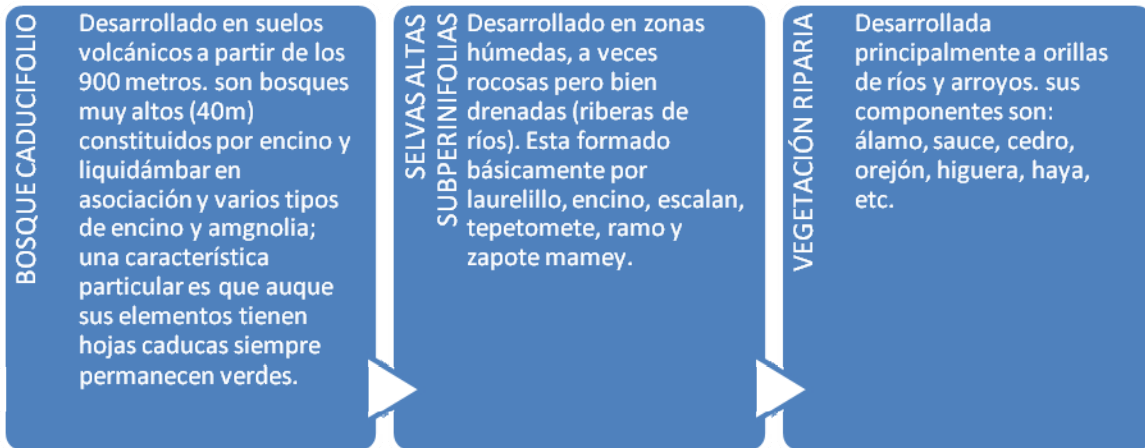 BOSQUE CADUCIFOLIO
Desarrollado en suelos
volcánicos a partir de los
900 metros. son bosques
muy altos (40m)
constituidos por encino y
liquidámbar en
asociación y varios tipos
de encino y amgnolia;
una característica
particular es que auque
sus elementos tienen
hojas caducas siempre
permanecen verdes.
SELVAS ALTAS
SUBPERINIFOLIAS
Desarrollado en zonas
húmedas, a veces
rocosas pero bien
drenadas (riberas de
ríos). Esta formado
básicamente por
laurelillo, encino, escalan,
tepetomete, ramo y
zapote mamey.
VEGETACIÓN RIPARIA
Desarrollada
principalmente a orillas
de ríos y arroyos. sus
componentes son:
álamo, sauce, cedro,
orejón, higuera, haya,
etc.